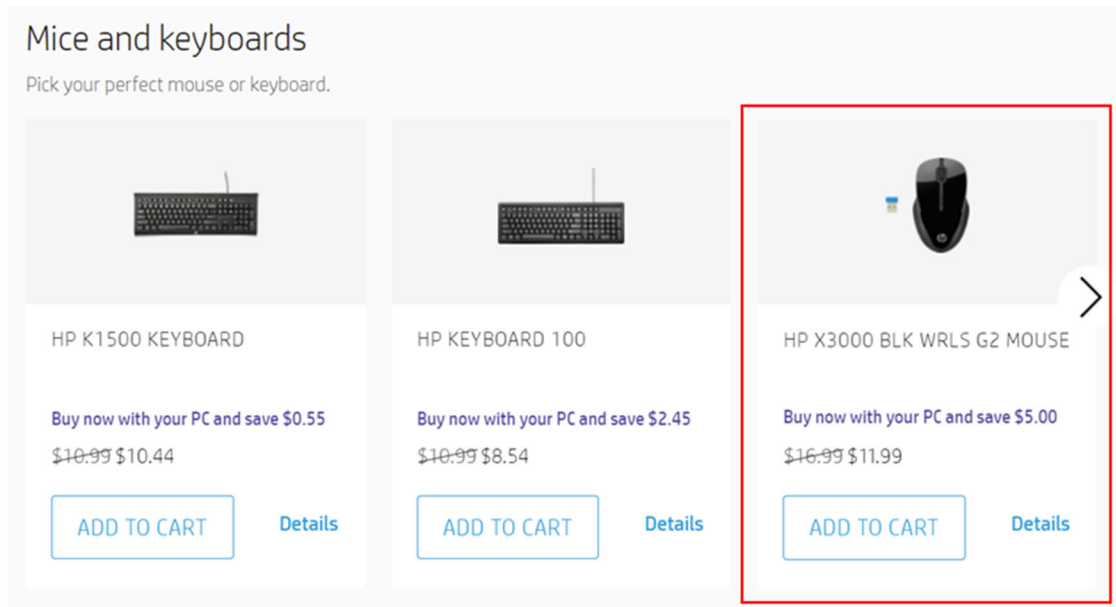 Mice and keyboards
Pick your perfect mouse or keyboard.
HP K1500 KEYBOARD
Buy now with your PC and save $0.55
$10.99 $10.44
ADD TO CART
Details
HP KEYBOARD 100
Buy now with your PC and save $2.45
$10.99 $8.54
ADD TO CART
Details
HP X3000 BLK WRLS G2 MOUSE
Buy now with your PC and save $5.00
$16.99 $11.99
ADD TO CART
Details